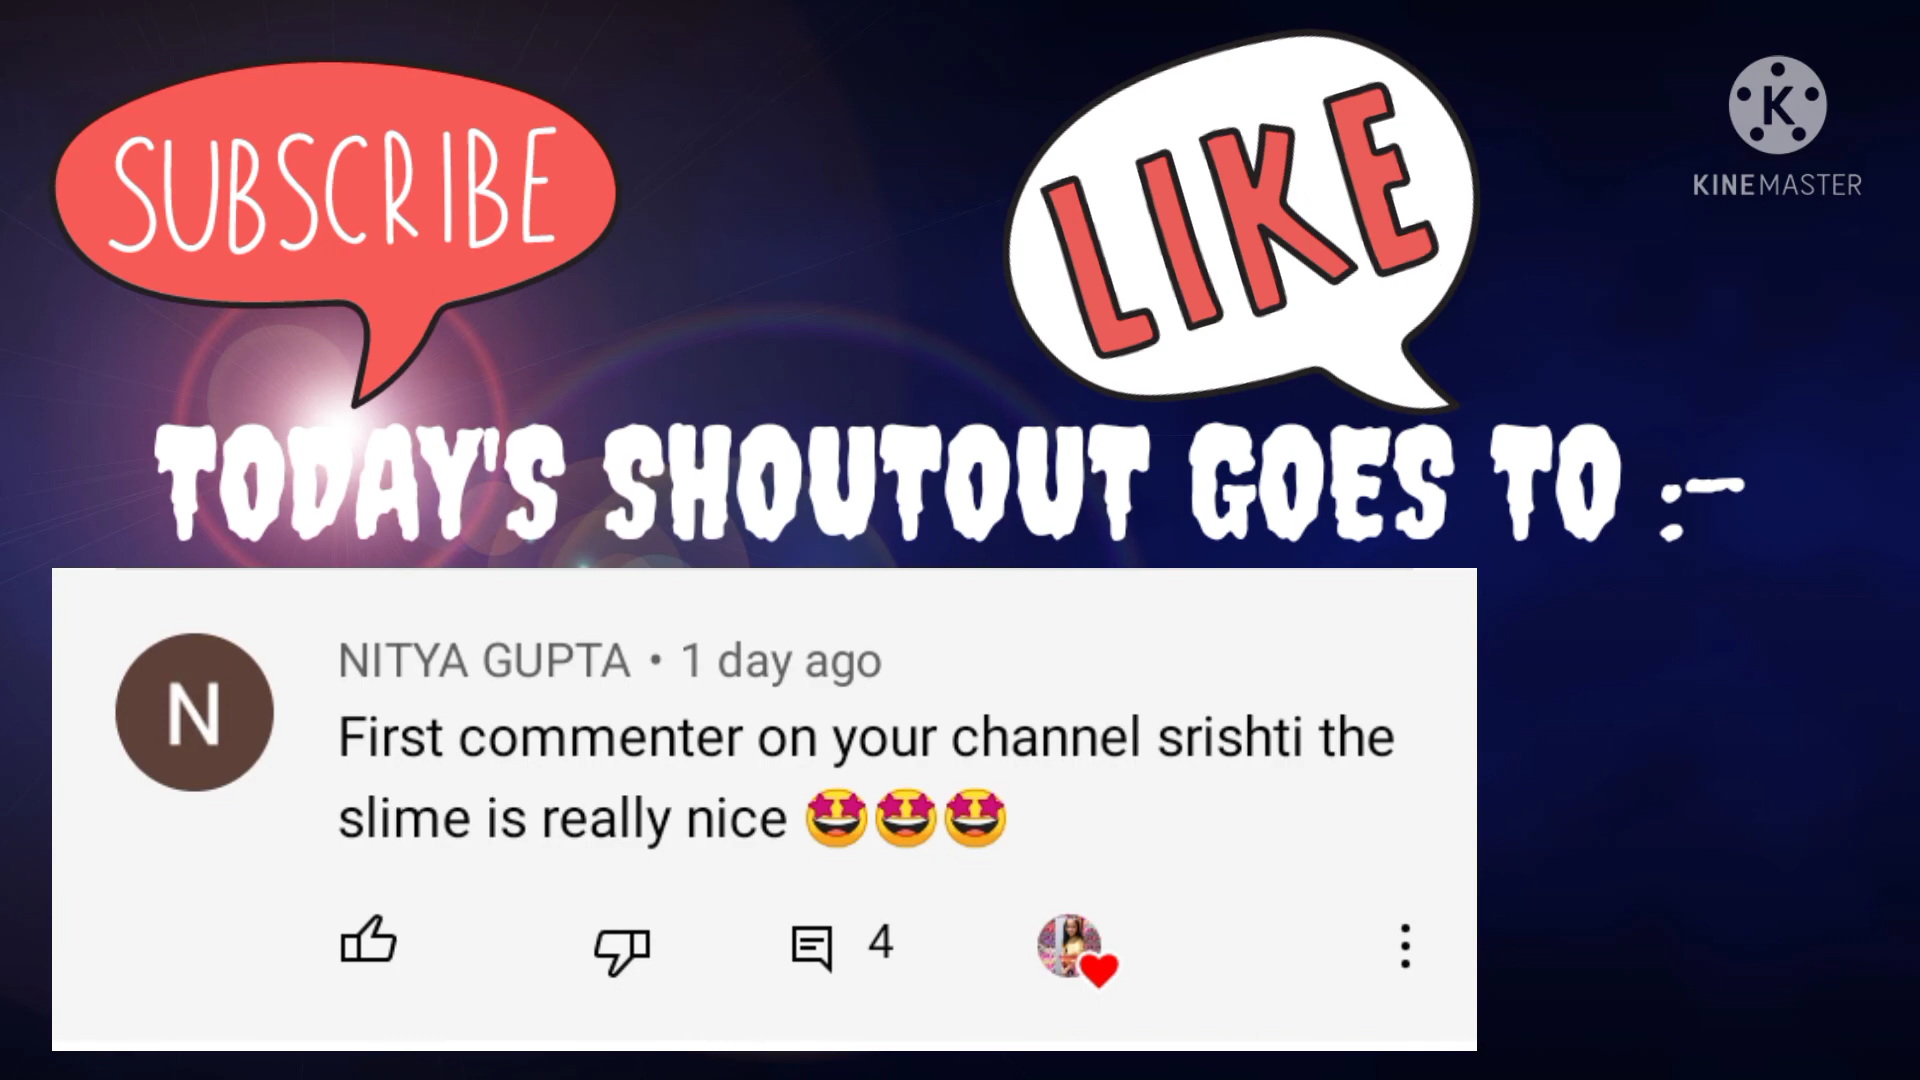 SUBSCRIBE
LIKE
K
KINEMASTER
TODAY'S SHOUTOUT GOES TO :-
N
NITYA GUPTA • 1 day ago
First commenter on your channel srishti the
slime is really nice 🤩🤩🤩
4